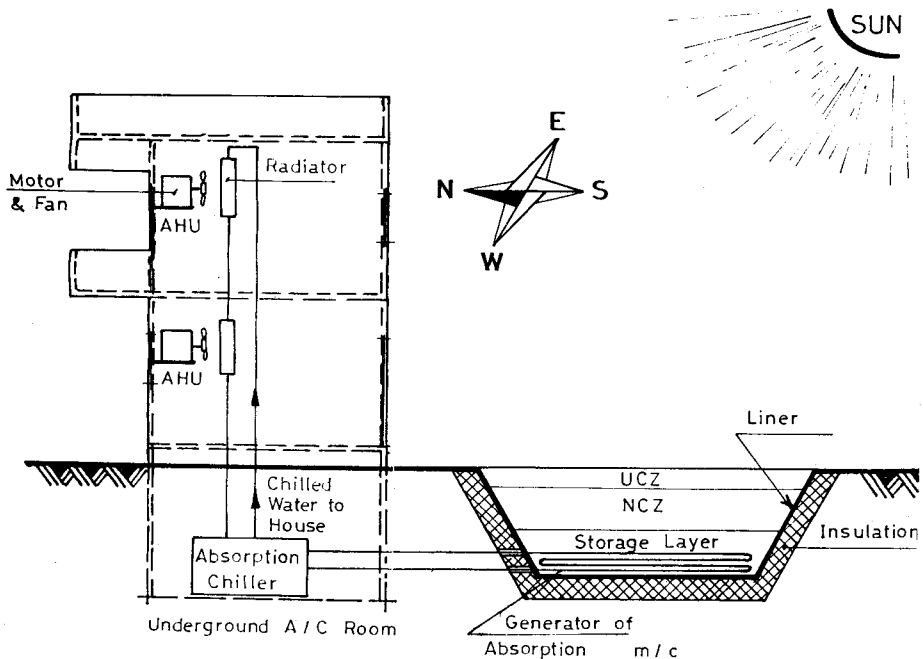 SUN
E
N
S
W
Motor
& Fan
Radiator
AHU
AHU
Liner
UCZ
NCZ
Chilled
Water to
House
Storage Layer
Insulation
Absorption
Chiller
Generator of
Absorption m/c
Underground A/C Room